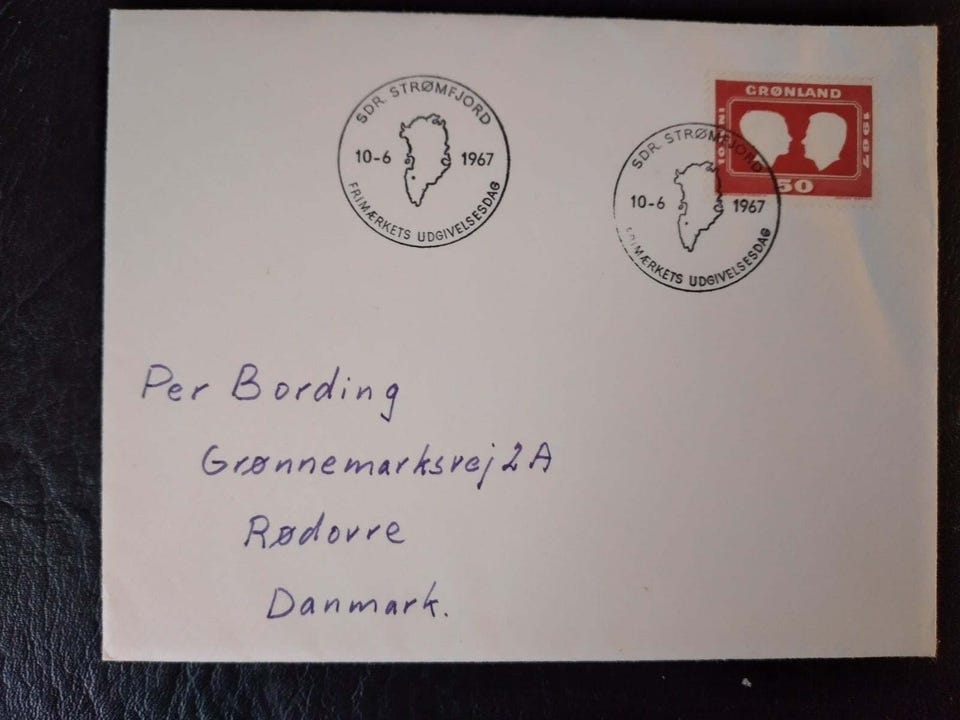 SDR. STRØMFJORD
10-6 1967
FRIMÆRKETS UDGIVELSESDAG
GRØNLAND
10. JUNI
1967
50
SDR. STRØMFJORD
10-6 1967
FRIMÆRKETS UDGIVELSESDAG
Per Bording
Grønnemarksvej 2A
Rødovre
Danmark.